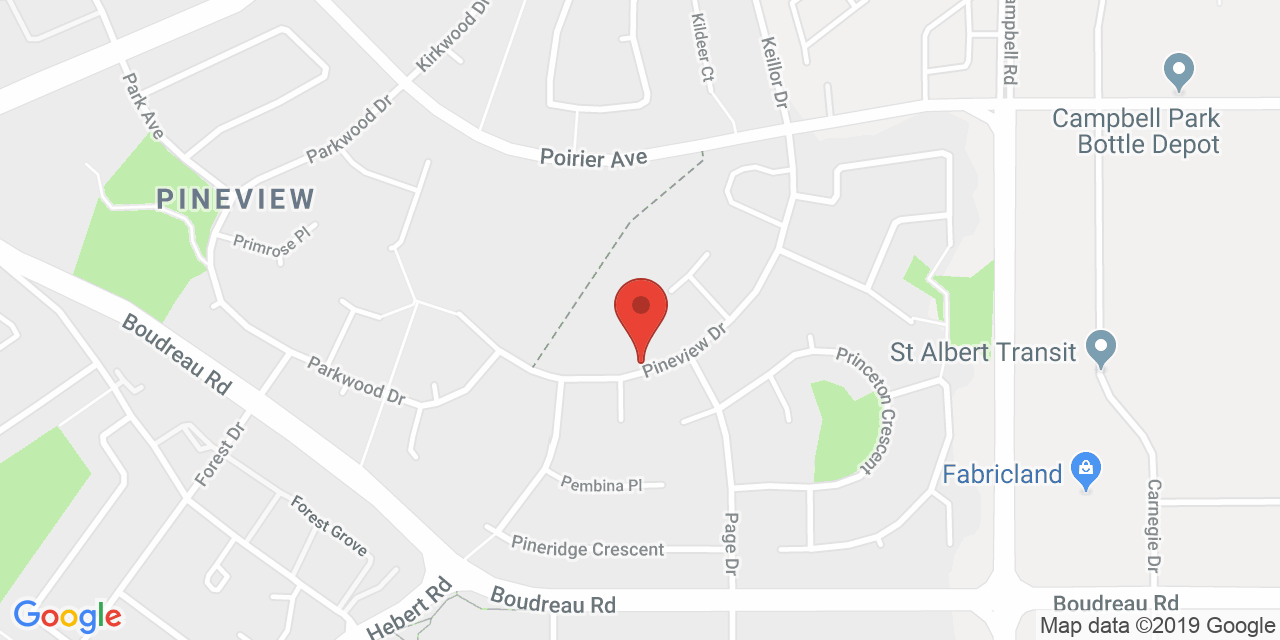 Kirkwood Dr
Kildeer Ct
Keillor Dr
ampbell Rd
Park Ave
Parkwood Dr
Campbell Park
Bottle Depot
Poirier Ave
PINEVIEW
Primrose Pl
Boudreau Rd
Pineview Dr
St Albert Transit
Parkwood Dr
Princeton Crescent
Forest Dr
Fabricland
Pembina Pl
Carnegie Dr
Forest Grove
Page Dr
Pineridge Crescent
Hebert Rd
Boudreau Rd
Boudreau Rd
Google
Map data ©2019 Google